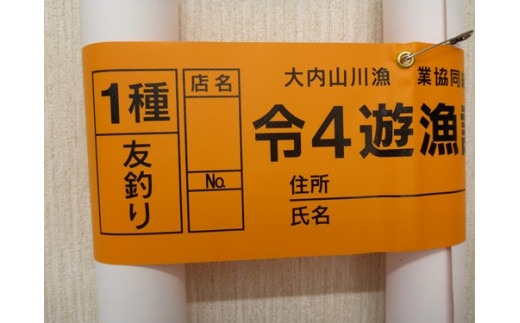 1種
友釣り
店名
No.
大内山川漁 業協同
令4遊漁
住所
氏名